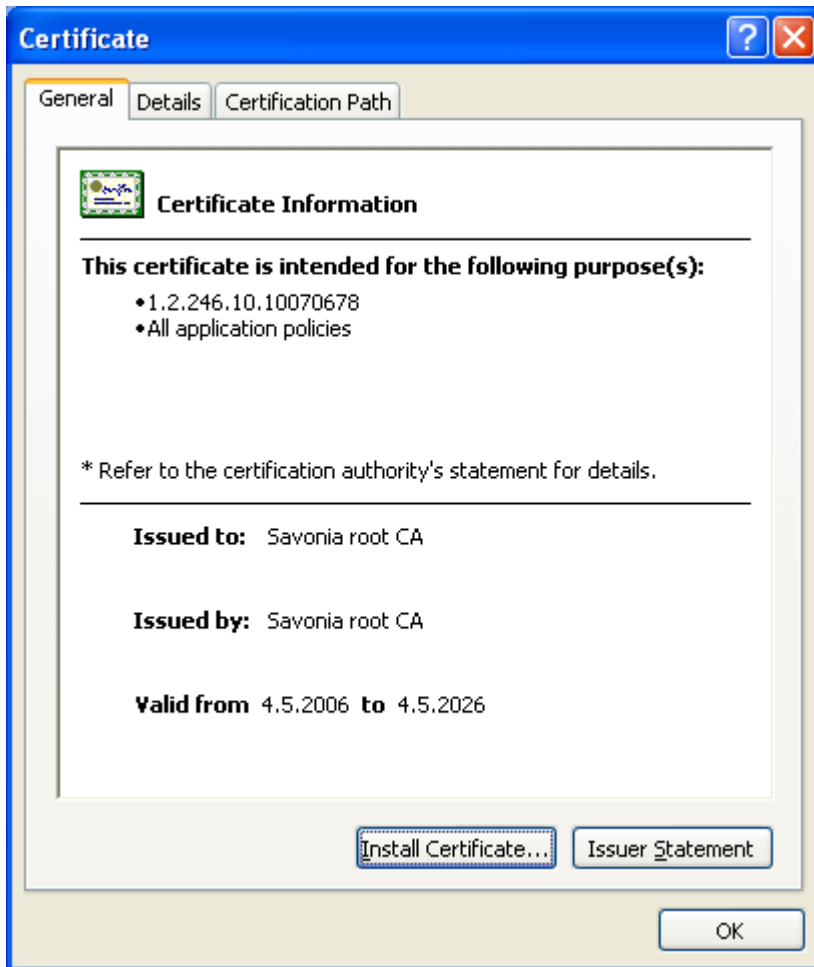 Certificate
General Details Certification Path
Certificate Information
This certificate is intended for the following purpose(s):
•1.2.246.10.10070678
•All application policies
* Refer to the certification authority's statement for details.
Issued to: Savonia root CA
Issued by: Savonia root CA
Valid from 4.5.2006 to 4.5.2026
Install Certificate... Issuer Statement
OK